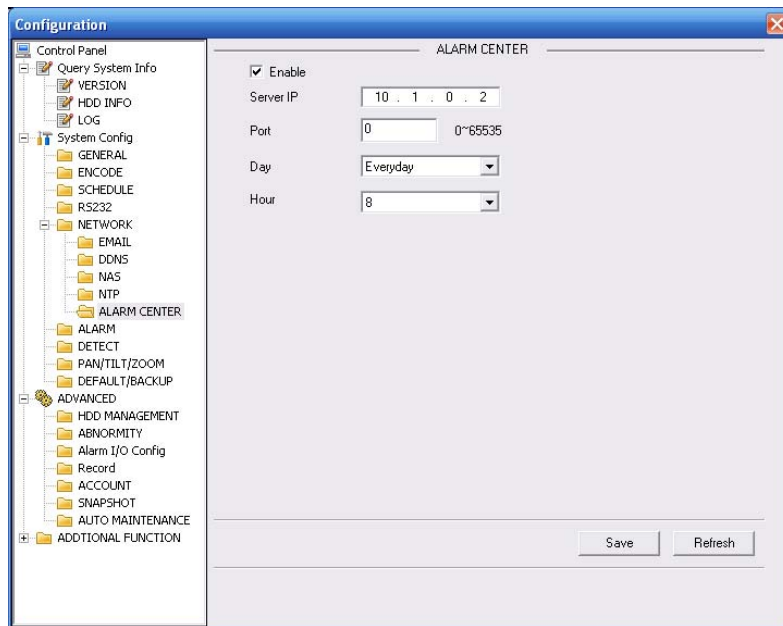 Configuration
Control Panel
Query System Info
VERSION
HDD INFO
LOG
System Config
GENERAL
ENCODE
SCHEDULE
RS232
NETWORK
EMAIL
DDNS
NAS
NTP
ALARM CENTER
ALARM
DETECT
PAN/TILT/ZOOM
DEFAULT/BACKUP
ADVANCED
HDD MANAGEMENT
ABNORMITY
Alarm I/O Config
Record
ACCOUNT
SNAPSHOT
AUTO MAINTENANCE
ADDTIONAL FUNCTION
ALARM CENTER
Enable
Server IP 10 . 1 . 0 . 2
Port 0 0~65535
Day Everyday
Hour 8
Save Refresh